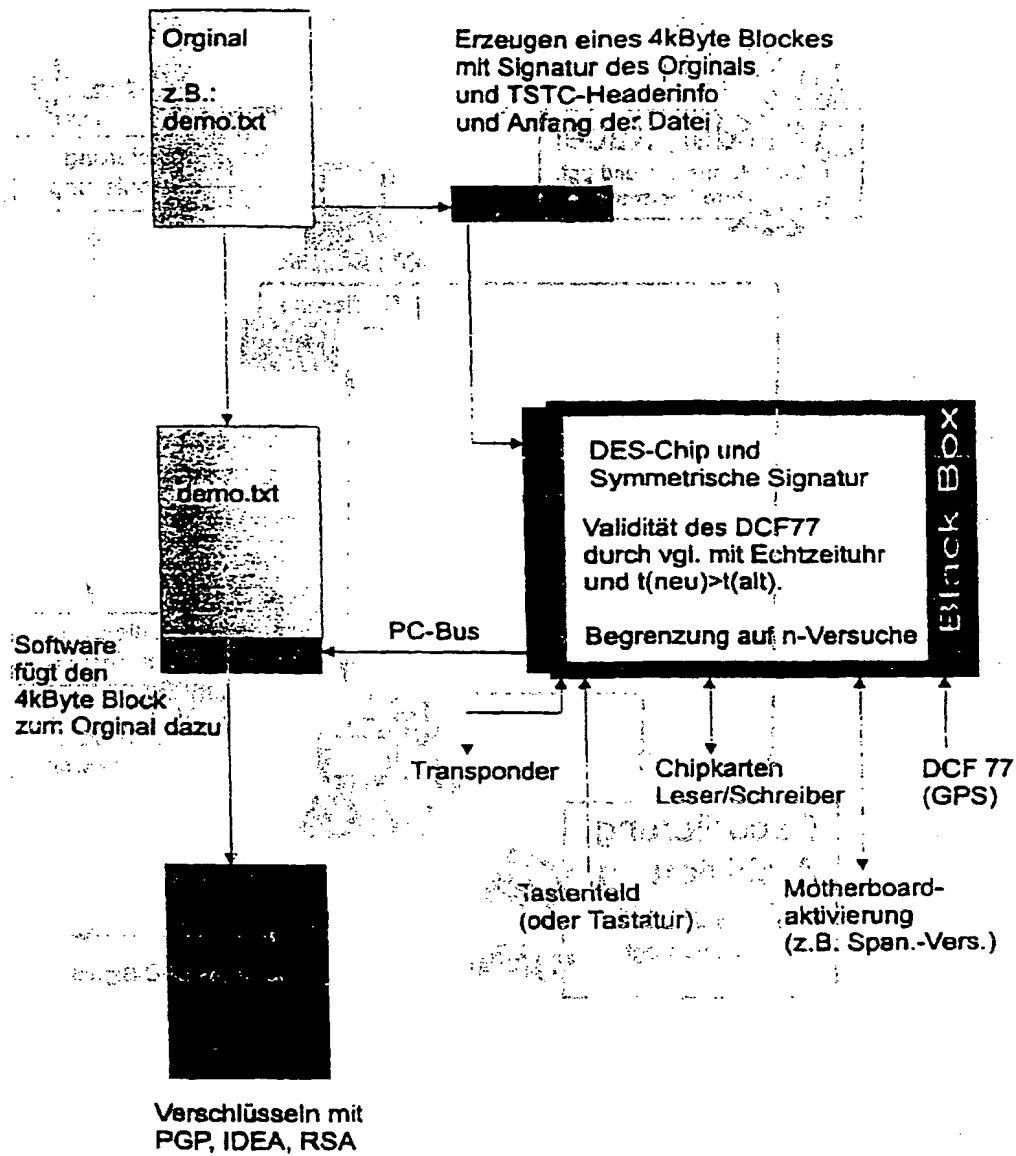 Orginal
z.B.:
demo.txt
Erzeugen eines 4kByte Blockes
mit Signatur des Orginals
und TSTC-Headerinfo
und Anfang der Datei
demo.txt
DES-Chip und
Symmetrische Signatur
Validität des DCF77
durch vgl. mit Echtzeituhr
und t(neu)>t(alt).
Begrenzung auf n-Versuche
Black Box
PC-Bus
Software
fügt den
4kByte Block
zum Orginal dazu
Transponder
Chipkarten
Leser/Schreiber
DCF 77
(GPS)
Tastenfeld
(oder Tastatur)
Motherboard-
aktivierung
(z.B. Span.-Vers.)
Verschlüsseln mit
PGP, IDEA, RSA